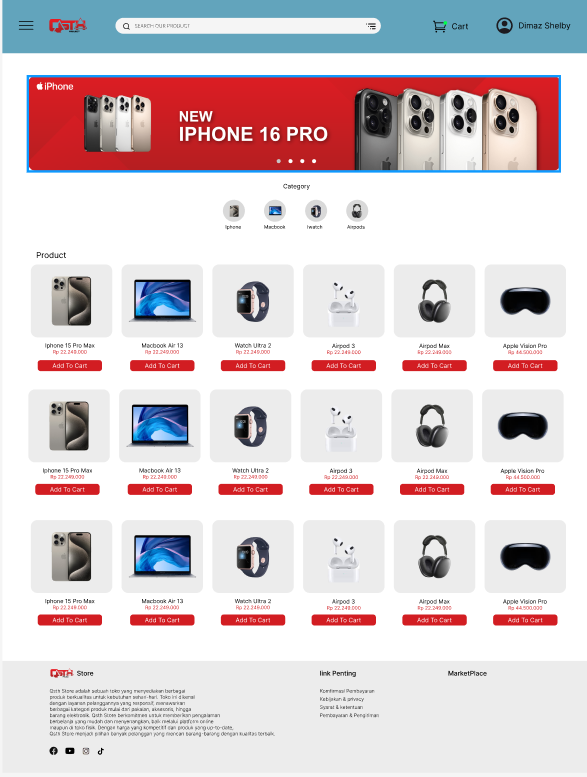 QSTH
SEARCH OUR PRODUCT
Cart
Dimaz Shelby
iPhone
NEW
IPHONE 16 PRO
Category
Iphone
Macbook
Iwatch
Airpods
Product
Iphone 15 Pro Max
Macbook Air 13
Watch Ultra 2
Airpod 3
Airpod Max
Apple Vision Pro
Rp 22.249.000
Rp 22.249.000
Rp 22.249.000
Rp 22.249.000
Rp 22.249.000
Rp 44.500.000
Add To Cart
Add To Cart
Add To Cart
Add To Cart
Add To Cart
Add To Cart
Iphone 15 Pro Max
Macbook Air 13
Watch Ultra 2
Airpod 3
Airpod Max
Apple Vision Pro
Rp 22.249.000
Rp 22.249.000
Rp 22.249.000
Rp 22.249.000
Rp 22.249.000
Rp 44.500.000
Add To Cart
Add To Cart
Add To Cart
Add To Cart
Add To Cart
Add To Cart
Iphone 15 Pro Max
Macbook Air 13
Watch Ultra 2
Airpod 3
Airpod Max
Apple Vision Pro
Rp 22.249.000
Rp 22.249.000
Rp 22.249.000
Rp 22.249.000
Rp 22.249.000
Rp 44.500.000
Add To Cart
Add To Cart
Add To Cart
Add To Cart
Add To Cart
Add To Cart
QSTH Store
Qsth Store adalah sebuah toko yang menyediakan berbagai
produk berkualitas untuk kebutuhan sehari-hari. Toko ini dikenal
dengan layanan pelanggannya yang responsif, menawarkan
berbagai kategori produk mulai dari pakaian, aksesoris, hingga
barang elektronik. Qsth Store berkomitmen untuk memberikan pengalaman
berbelanja yang mudah dan menyenangkan, baik melalui platform online
maupun di toko fisik. Dengan harga yang kompetitif dan produk yang up-to-date,
Qsth Store menjadi pilihan banyak pelanggan yang mencari barang-barang dengan kualitas terbaik.
link Penting
Konfirmasi Pembayaran
Kebijakan & privacy
Syarat & ketentuan
Pembayaran & Pengiriman
MarketPlace